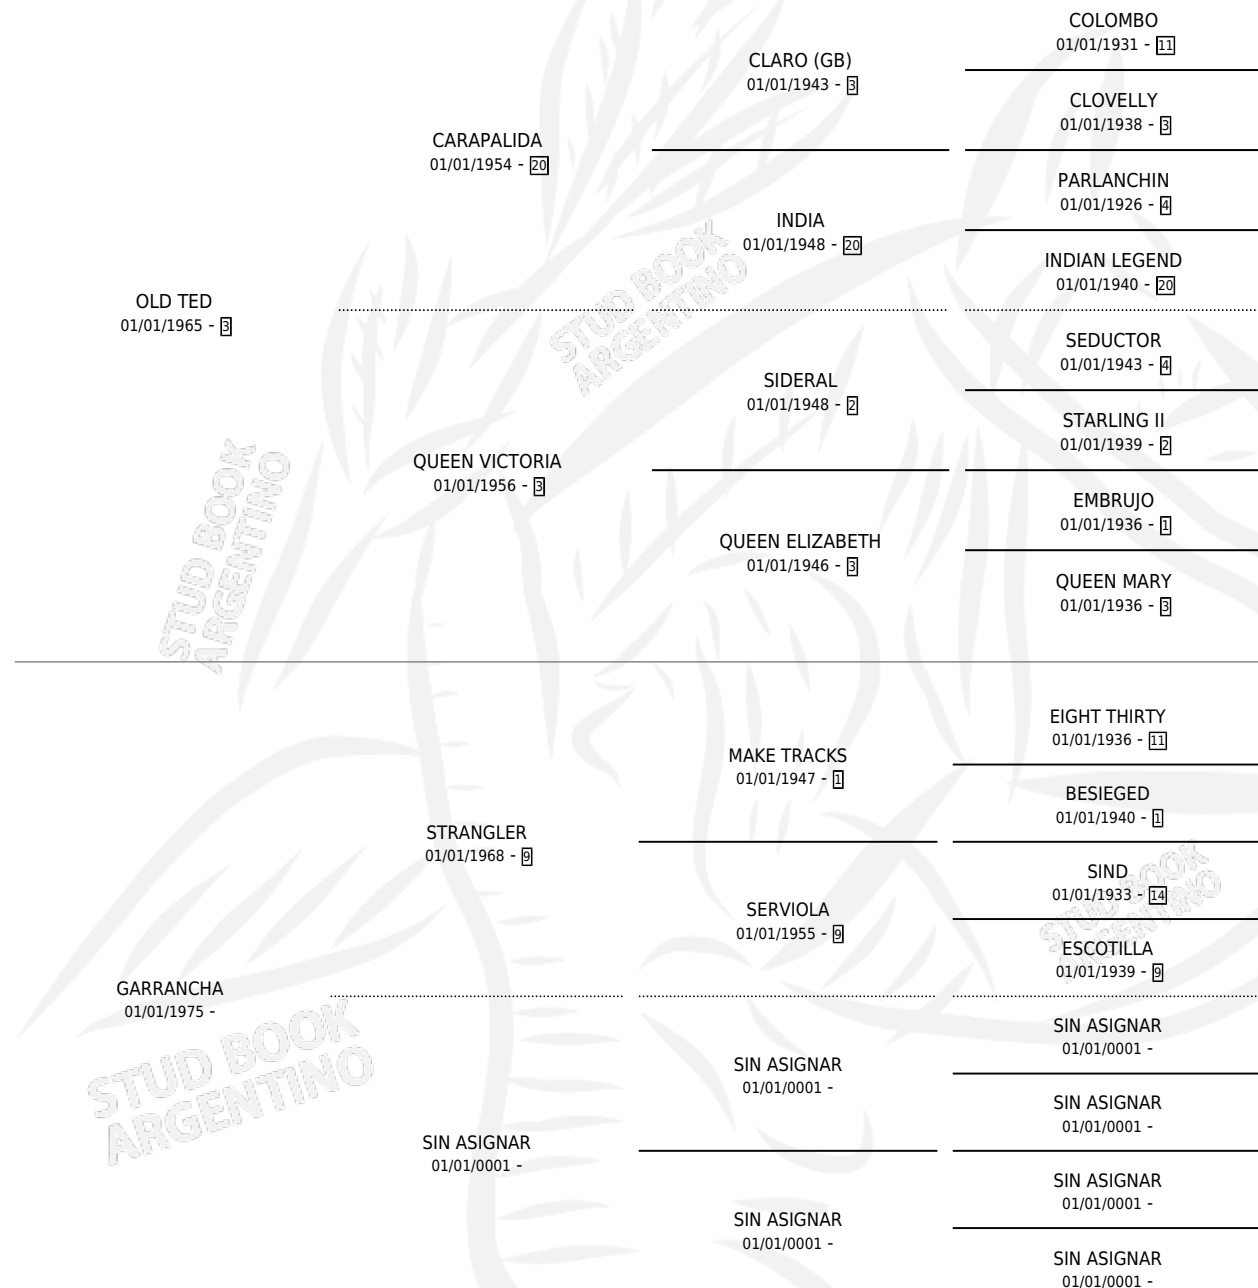 COLOMBO
01/01/1931 - 11
CLARO (GB)
01/01/1943 - 3
CLOVELLY
01/01/1938 - 3
CARAPALIDA
01/01/1954 - 20
PARLANCHIN
01/01/1926 - 4
INDIA
01/01/1948 - 20
INDIAN LEGEND
01/01/1940 - 20
OLD TED
01/01/1965 - 3
SEDUCTOR
01/01/1943 - 4
SIDERAL
01/01/1948 - 2
STARLING II
01/01/1939 - 2
QUEEN VICTORIA
01/01/1956 - 3
EMBRUJO
01/01/1936 - 1
QUEEN ELIZABETH
01/01/1946 - 3
QUEEN MARY
01/01/1936 - 3
EIGHT THIRTY
01/01/1936 - 11
MAKE TRACKS
01/01/1947 - 1
BESIEGED
01/01/1940 - 1
STRANGLER
01/01/1968 - 9
SIND
01/01/1933 - 14
SERVIOLA
01/01/1955 - 9
ESCOTILLA
01/01/1939 - 9
GARRANCHA
01/01/1975 -
SIN ASIGNAR
01/01/0001 -
SIN ASIGNAR
01/01/0001 -
SIN ASIGNAR
01/01/0001 -
SIN ASIGNAR
01/01/0001 -
SIN ASIGNAR
01/01/0001 -
SIN ASIGNAR
01/01/0001 -
SIN ASIGNAR
01/01/0001 -
STUD BOOK
ARGENTINO
STUD BOOK
ARGENTINO
STUD BOOK
ARGENTINO
STUD BOOK
ARGENTINO